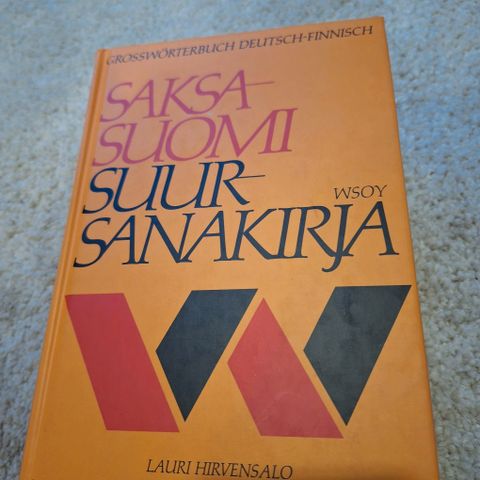 GROSSWÖRTERBUCH DEUTSCH-FINNISCH
SAKSA-
SUOMI
SUUR-
WSOY
SANAKIRJA
LAURI HIRVENSALO